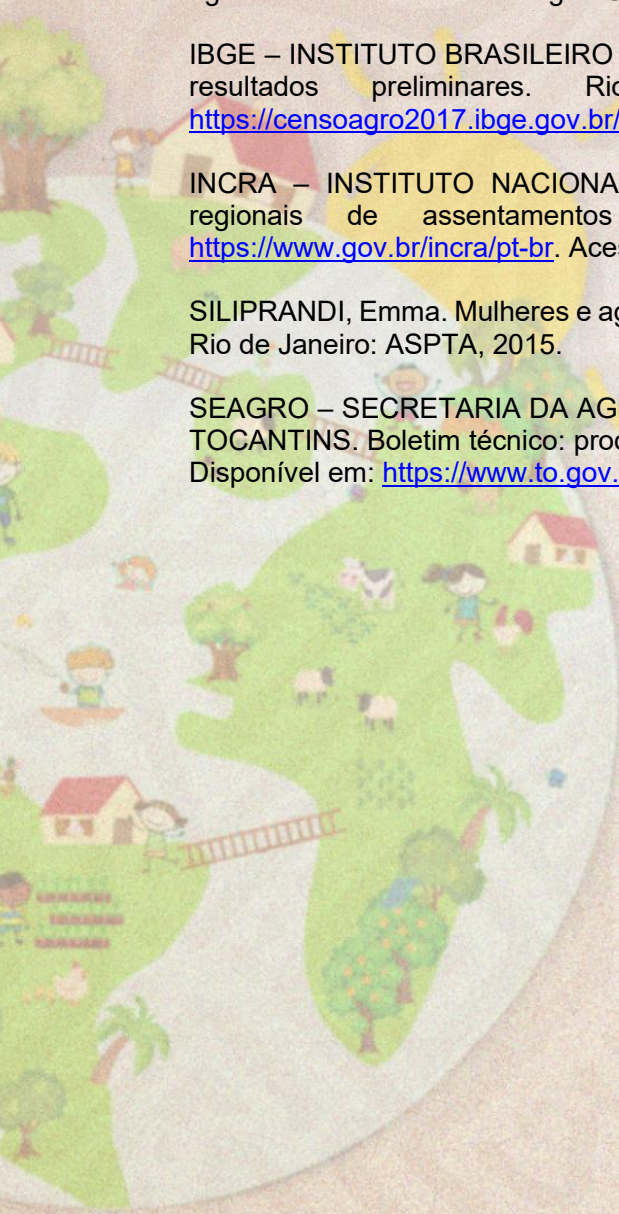 IBGE – INSTITUTO BRASILEIRO
resultados preliminares. Rio
https://censoagro2017.ibge.gov.br/
INCRA – INSTITUTO NACIONA
regionais de assentamentos
https://www.gov.br/incra/pt-br. Aces
SILIPRANDI, Emma. Mulheres e ag
Rio de Janeiro: ASPTA, 2015.
SEAGRO – SECRETARIA DA AG
TOCANTINS. Boletim técnico: prod
Disponível em: https://www.to.gov.